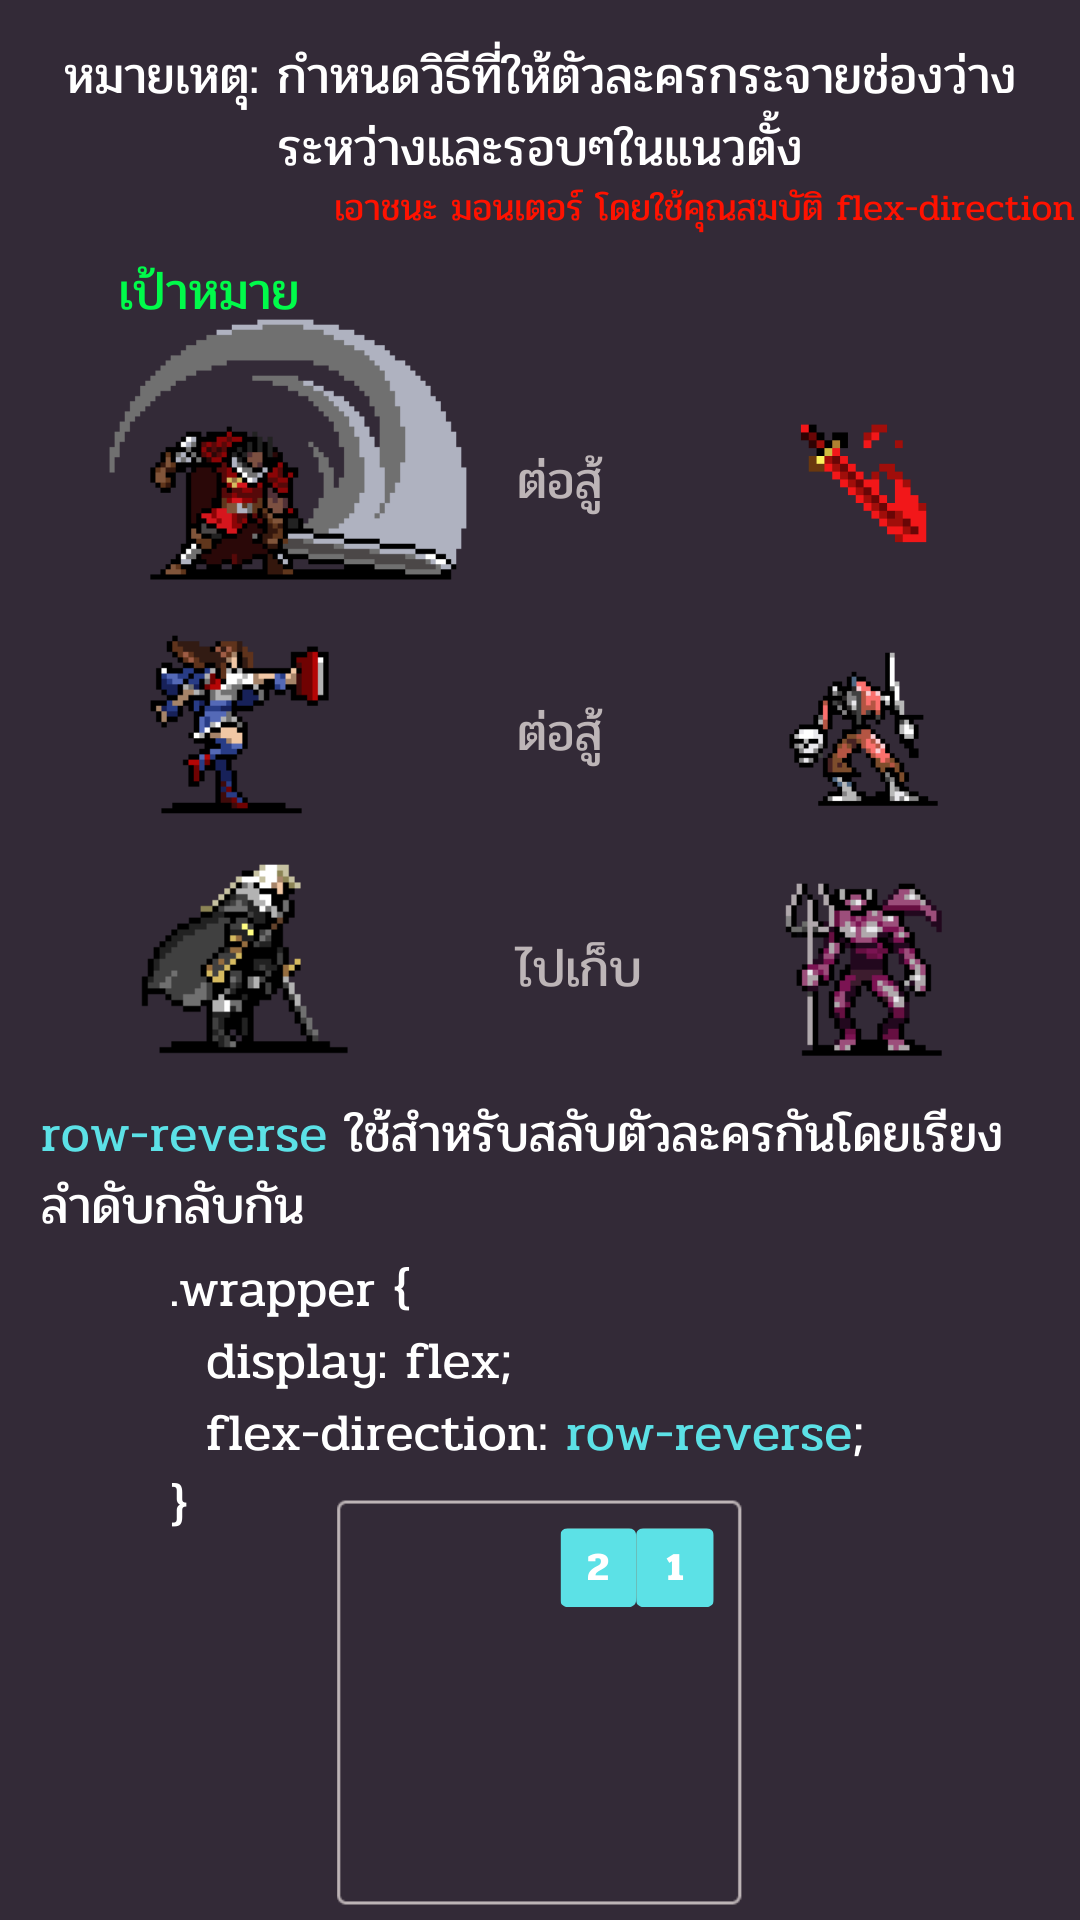 หมายเหตุ: กำหนดวิธีที่ให้ตัวละครกระจายช่องว่าง
ระหว่างและรอบๆในแนวตั้ง
เอาชนะ มอนเตอร์ โดยใช้คุณสมบัติ flex-direction
เป้าหมาย
ต่อสู้
ต่อสู้
ไปเก็บ
row-reverse ใช้สำหรับสลับตัวละครกันโดยเรียง
ลำดับกลับกัน
.wrapper {
display: flex;
flex-direction: row-reverse;
}
2 1